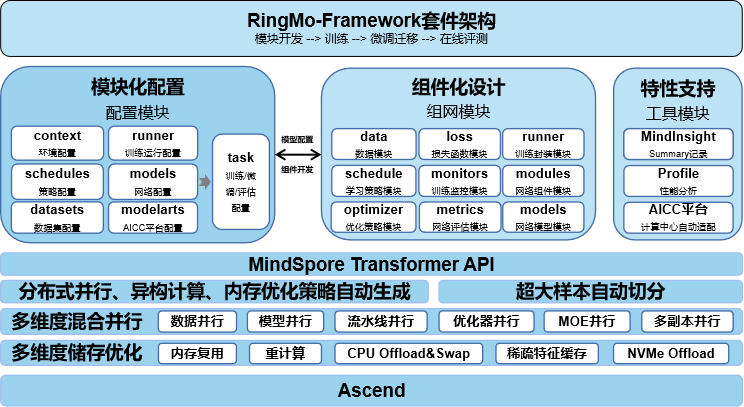 RingMo-Framework套件架构
模块开发 --> 训练 --> 微调迁移 --> 在线评测
模块化配置
配置模块
context
环境配置
runner
训练运行配置
schedules
策略配置
models
网络配置
datasets
数据集配置
modelarts
AICC平台配置
task
训练/微
调/评估
配置
模型配置
组件开发
组件化设计
组网模块
data
数据模块
loss
损失函数模块
runner
训练封装模块
schedule
学习策略模块
monitors
训练监控模块
modules
网络组件模块
optimizer
优化策略模块
metrics
网络评估模块
models
网络模型模块
特性支持
工具模块
MindInsight
Summary记录
Profile
性能分析
AICC平台
计算中心自动适配
MindSpore Transformer API
分布式并行、异构计算、内存优化策略自动生成
超大样本自动切分
多维度混合并行
数据并行
模型并行
流水线并行
优化器并行
MOE并行
多副本并行
多维度储存优化
内存复用
重计算
CPU Offload&Swap
稀疏特征缓存
NVMe Offload
Ascend